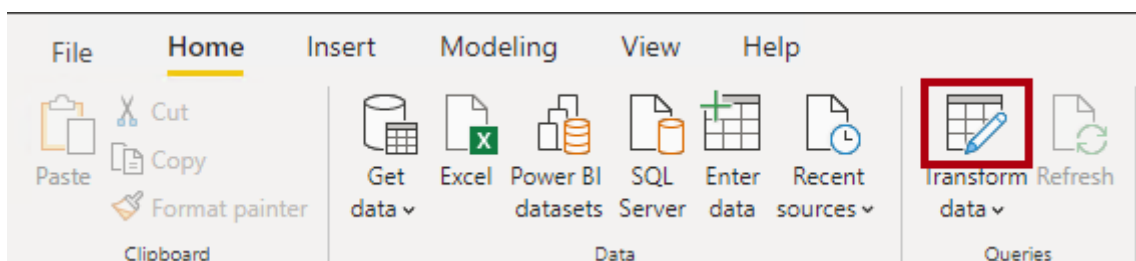 File Home Insert Modeling View Help
Paste
Cut
Copy
Format painter
Clipboard
Get
data
Excel
Power BI
datasets
SQL
Server
Enter
data
Recent
sources
Data
Transform
data
Refresh
Queries